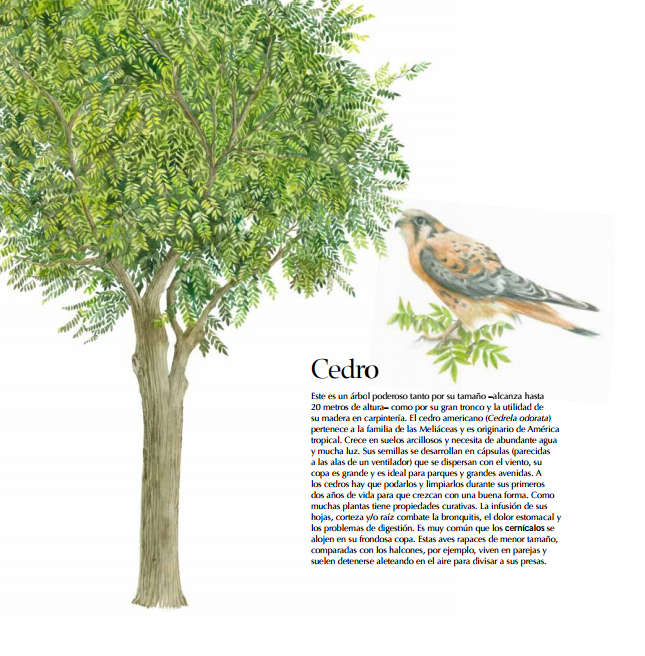 Cedro
Este es un árbol poderoso tanto por su tamaño –alcanza hasta
20 metros de altura– como por su gran tronco y la utilidad de
su madera en carpintería. El cedro americano (Cedrela odorata)
pertenece a la familia de las Meliáceas y es originario de América
tropical. Crece en suelos arcillosos y necesita de abundante agua
y mucha luz. Sus semillas se desarrollan en cápsulas (parecidas
a las alas de un ventilador) que se dispersan con el viento, su
copa es grande y es ideal para parques y grandes avenidas. A
los cedros hay que podarlos y limpiarlos durante sus primeros
dos años de vida para que crezcan con una buena forma. Como
muchas plantas tiene propiedades curativas. La infusión de sus
hojas, corteza y/o raíz combate la bronquitis, el dolor estomacal y
los problemas de digestión. Es muy común que los cernícalos se
alojen en su frondosa copa. Estas aves rapaces de menor tamaño,
comparadas con los halcones, por ejemplo, viven en parejas y
suelen detenerse aleteando en el aire para divisar a sus presas.